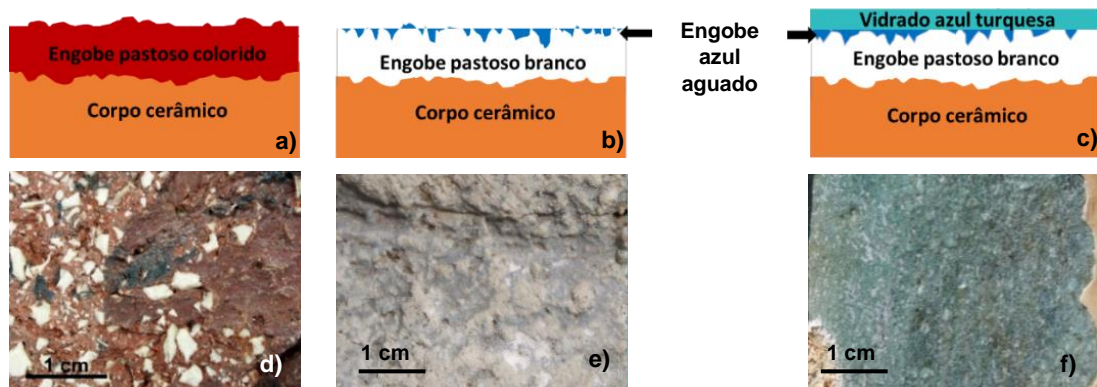 Engobe pastoso colorido
Corpo cerâmico
a)
Engobe pastoso branco
Corpo cerâmico
b)
Engobe
azul
aguado
Vidrado azul turquesa
Engobe pastoso branco
Corpo cerâmico
c)
1 cm
d)
1 cm
e)
1 cm
f)